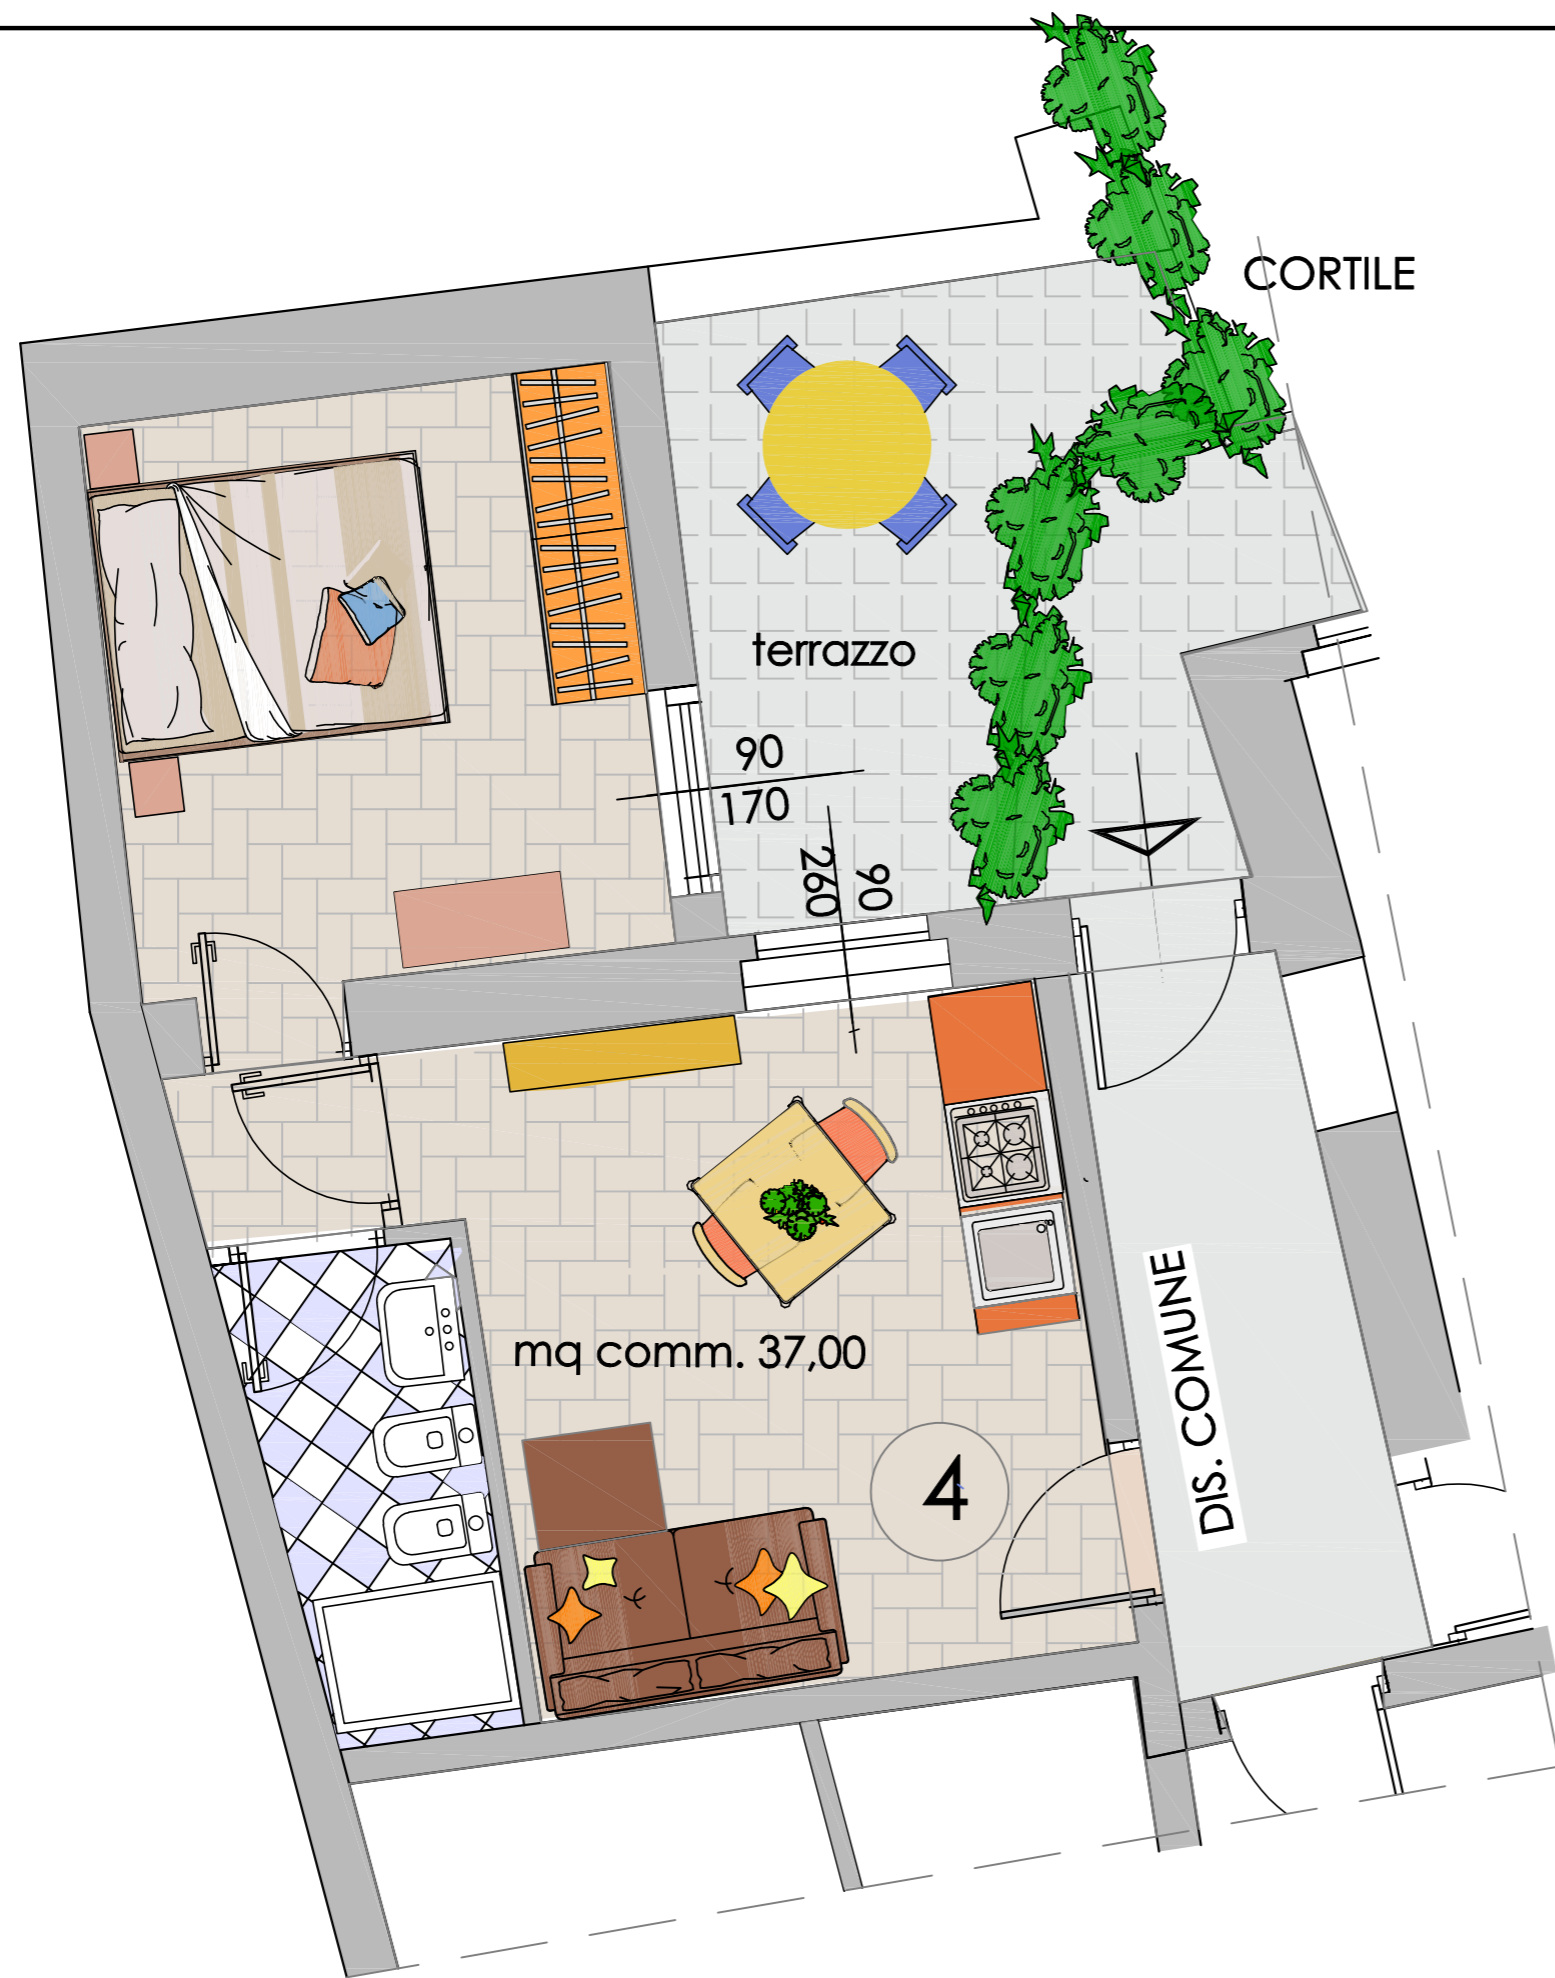 CORTILE
terrazzo
90
170
260
90
mq comm. 37,00
4
DIS. COMUNE